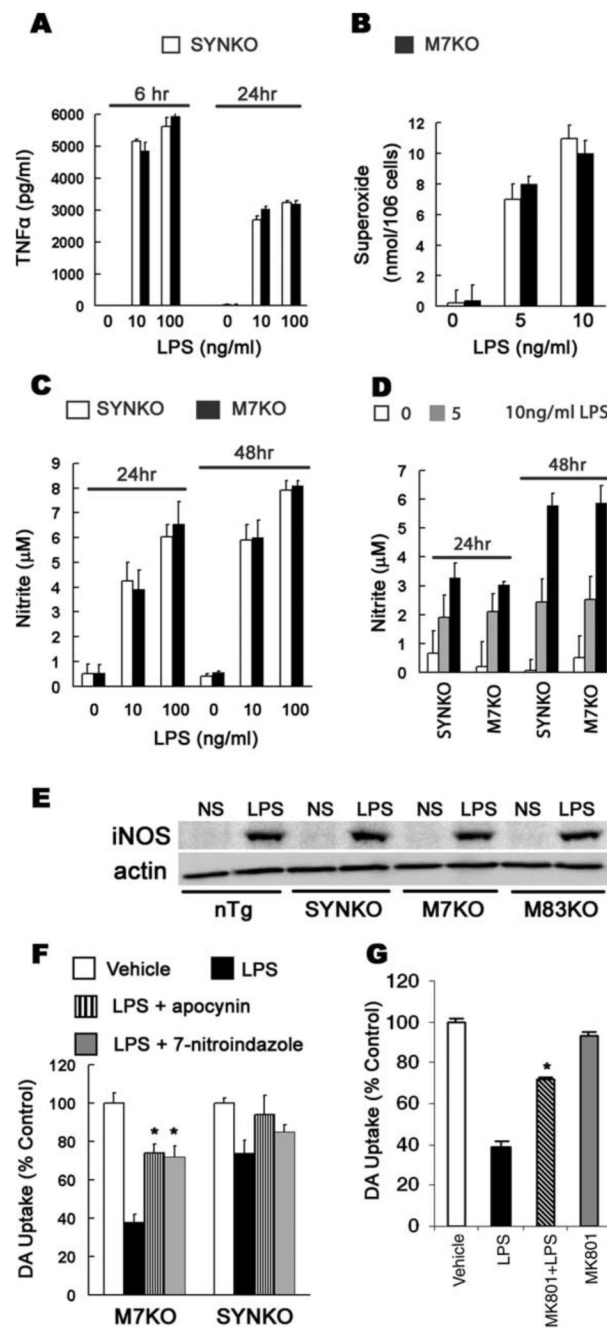 A
B
SYNKO
M7KO
6 hr
24hr
TNFα (pg/ml)
6000
5000
4000
3000
2000
1000
0
0 10 100 0 10 100
LPS (ng/ml)
Superoxide
(nmol/106 cells)
12
10
8
6
4
2
0
0 5 10
LPS (ng/ml)
C
SYNKO
M7KO
24hr
48hr
Nitrite (μM)
9
8
7
6
5
4
3
2
1
0
0 10 100 0 10 100
LPS (ng/ml)
D
0 5 10ng/ml LPS
48hr
24hr
Nitrite (μM)
7
6
5
4
3
2
1
0
SYNKO
M7KO
SYNKO
M7KO
E
NS LPS NS LPS NS LPS NS LPS
iNOS
actin
nTg SYNKO M7KO M83KO
F
Vehicle
LPS
LPS + apocynin
LPS + 7-nitroindazole
DA Uptake (% Control)
120
100
80
60
40
20
0
* *
M7KO SYNKO
G
DA Uptake (% Control)
120
100
80
60
40
20
0
*
Vehicle
LPS
MK801+LPS
MK801